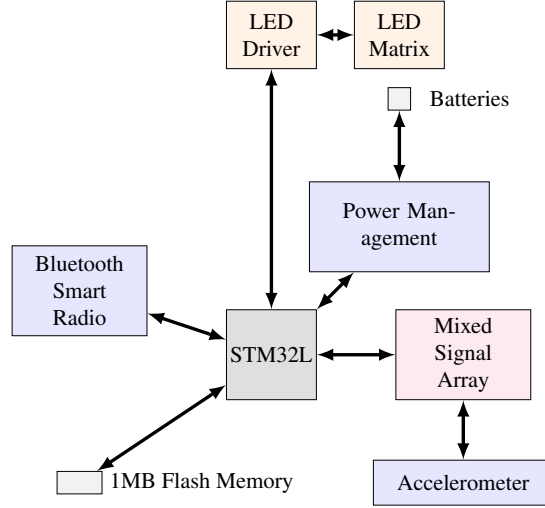 LED
Driver
LED
Matrix
Batteries
Power Man-
agement
Bluetooth
Smart
Radio
STM32L
Mixed
Signal
Array
1MB Flash Memory
Accelerometer